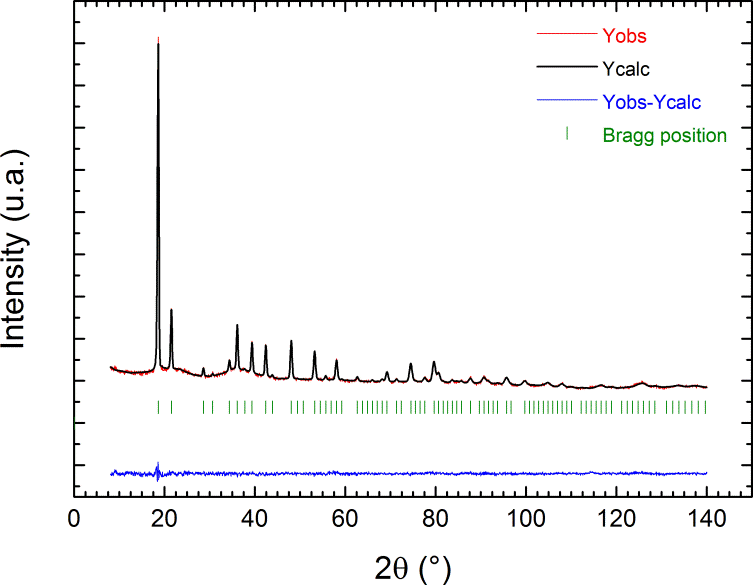 Yobs
Ycalc
Yobs-Ycalc
Bragg position
Intensity (u.a.)
0 20 40 60 80 100 120 140
2θ (°)